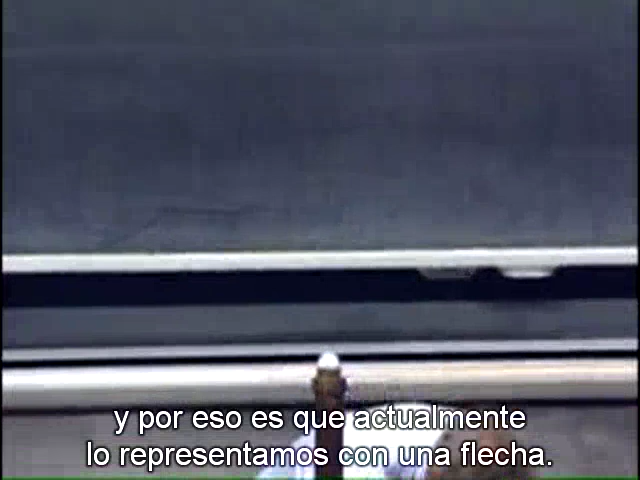 y por eso es que actualmente
lo representamos con una flecha.